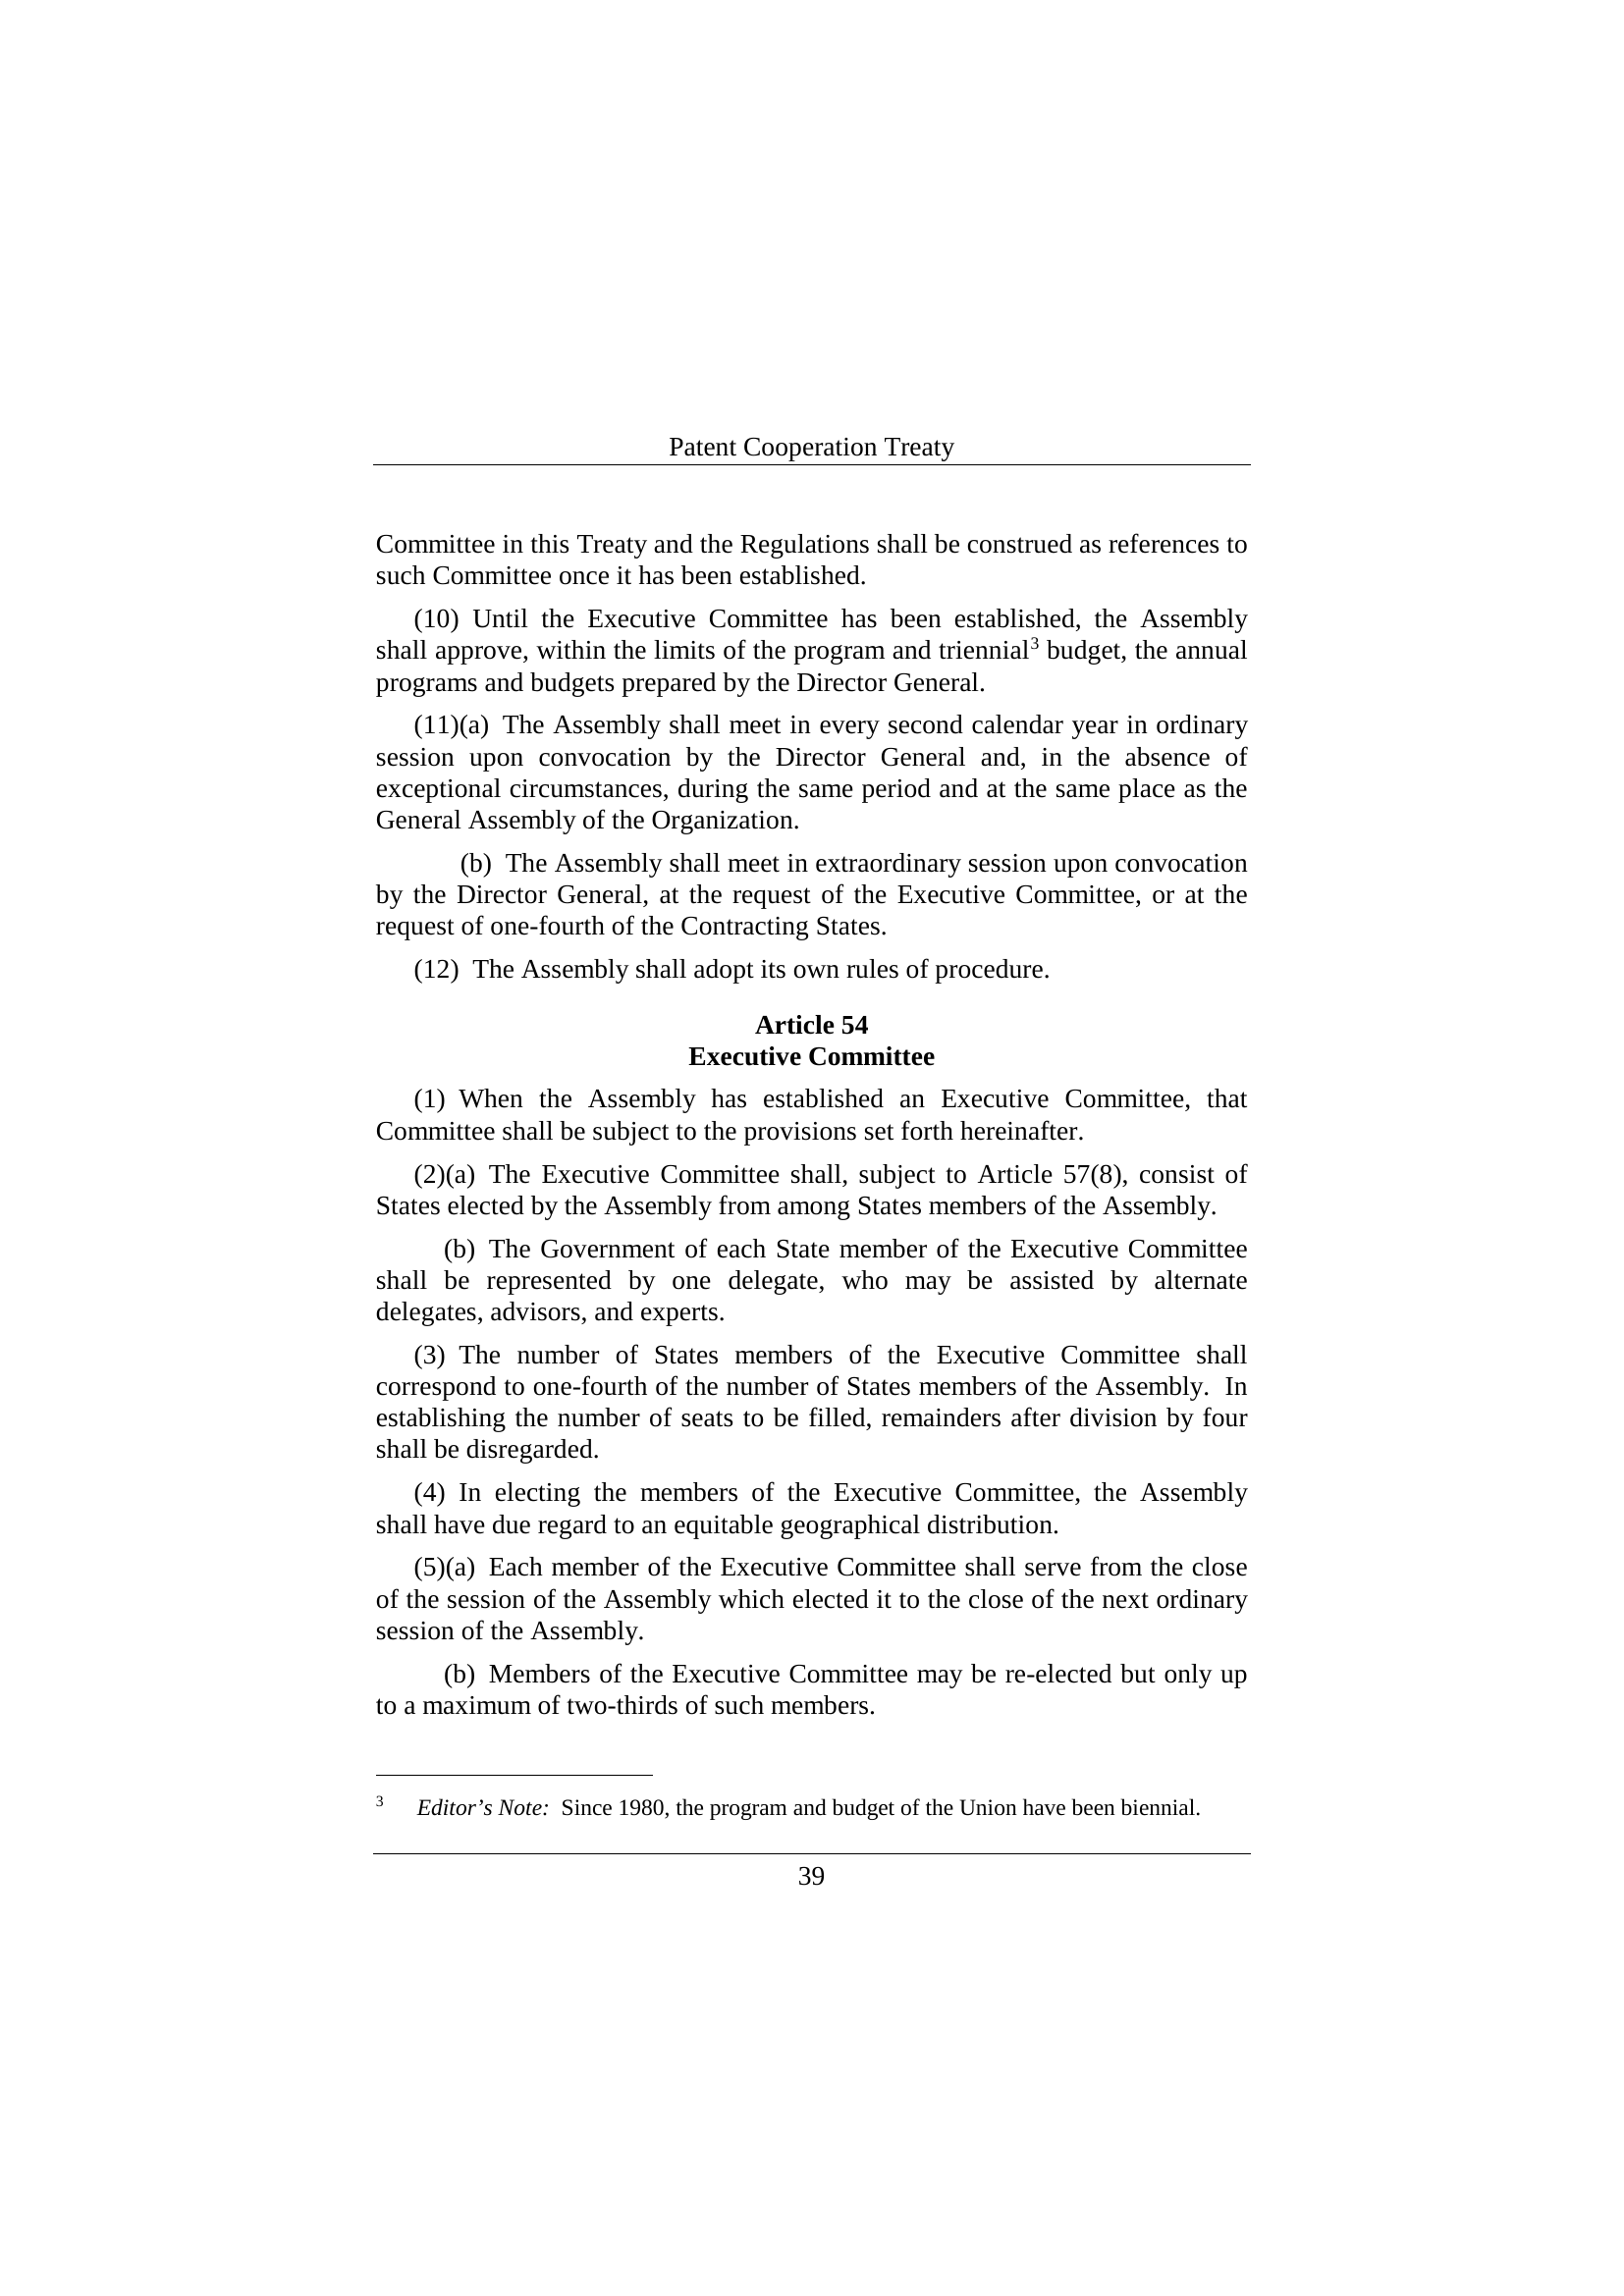 Patent Cooperation Treaty
Committee in this Treaty and the Regulations shall be construed as references to
such Committee once it has been established.
(10) Until the Executive Committee has been established, the Assembly
shall approve, within the limits of the program and triennial³ budget, the annual
programs and budgets prepared by the Director General.
(11)(a) The Assembly shall meet in every second calendar year in ordinary
session upon convocation by the Director General and, in the absence of
exceptional circumstances, during the same period and at the same place as the
General Assembly of the Organization.
(b) The Assembly shall meet in extraordinary session upon convocation
by the Director General, at the request of the Executive Committee, or at the
request of one-fourth of the Contracting States.
(12) The Assembly shall adopt its own rules of procedure.
Article 54
Executive Committee
(1) When the Assembly has established an Executive Committee, that
Committee shall be subject to the provisions set forth hereinafter.
(2)(a) The Executive Committee shall, subject to Article 57(8), consist of
States elected by the Assembly from among States members of the Assembly.
(b) The Government of each State member of the Executive Committee
shall be represented by one delegate, who may be assisted by alternate
delegates, advisors, and experts.
(3) The number of States members of the Executive Committee shall
correspond to one-fourth of the number of States members of the Assembly. In
establishing the number of seats to be filled, remainders after division by four
shall be disregarded.
(4) In electing the members of the Executive Committee, the Assembly
shall have due regard to an equitable geographical distribution.
(5)(a) Each member of the Executive Committee shall serve from the close
of the session of the Assembly which elected it to the close of the next ordinary
session of the Assembly.
(b) Members of the Executive Committee may be re-elected but only up
to a maximum of two-thirds of such members.
³ Editor’s Note: Since 1980, the program and budget of the Union have been biennial.
39